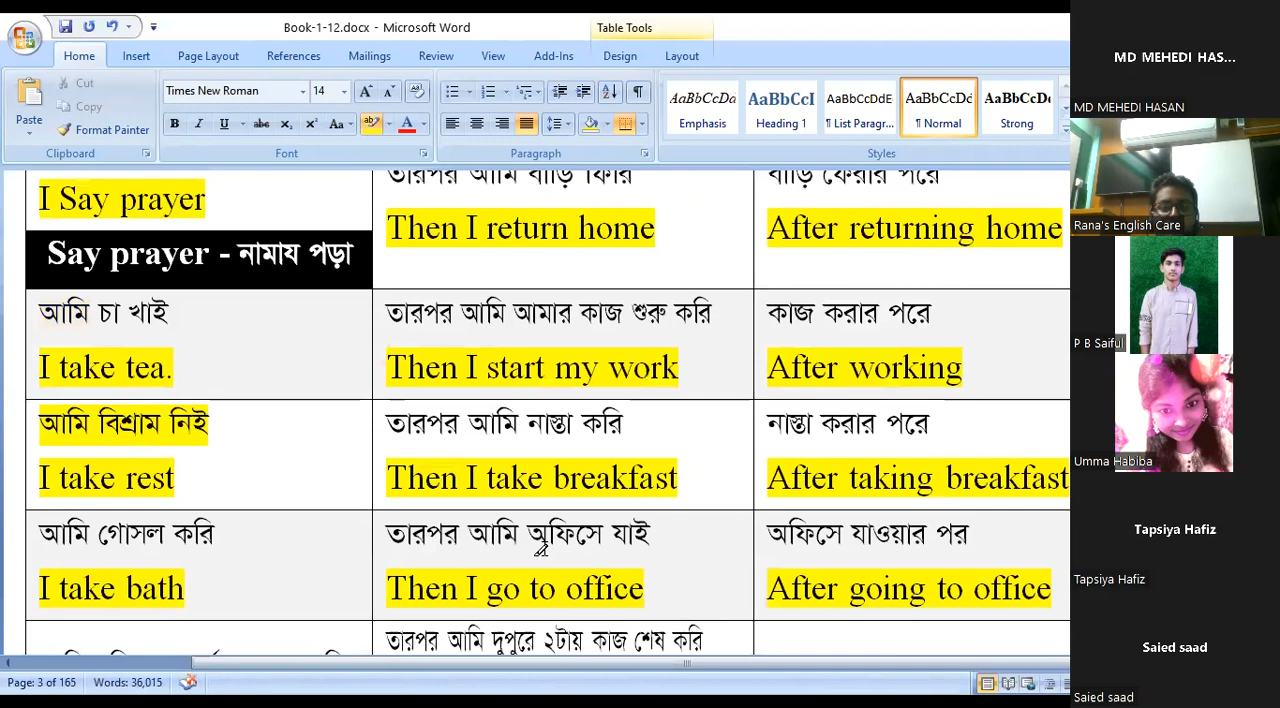 Book-1-12.docx - Microsoft Word
Table Tools
Home Insert Page Layout References Mailings Review View Add-Ins Design Layout
Paste
Cut
Copy
Format Painter
Clipboard
Times New Roman 14
Font
Paragraph
AaBbCcDa AaBbCcI AaBbCcDdE AaBbCcDc AaBbCcDı
Emphasis Heading 1 ¶ List Paragr... ¶ Normal Strong
Styles
I Say prayer
Say prayer - নামায পড়া
তারপর আমি বাড়ি ফিরি
Then I return home
বাড়ি ফেরার পরে
After returning home
আমি চা খাই
I take tea.
তারপর আমি আমার কাজ শুরু করি
Then I start my work
কাজ করার পরে
After working
আমি বিশ্রাম নিই
I take rest
তারপর আমি নাস্তা করি
Then I take breakfast
নাস্তা করার পরে
After taking breakfast
আমি গোসল করি
I take bath
তারপর আমি অফিসে যাই
Then I go to office
অফিসে যাওয়ার পর
After going to office
তারপর আমি দুপুরে ২টায় কাজ শেষ করি
Page: 3 of 165 Words: 36,015
MD MEHEDI HAS...
MD MEHEDI HASAN
Rana's English Care
P B Saiful
Umma Habiba
Tapsiya Hafiz
Tapsiya Hafiz
Saied saad
Saied saad